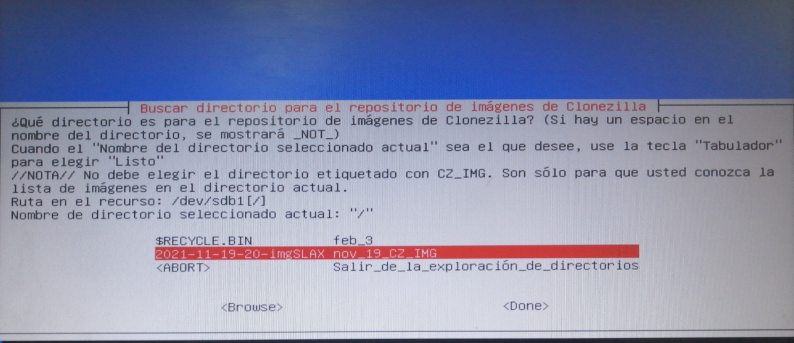 Buscar directorio para el repositorio de imágenes de Clonezilla
¿Qué directorio es para el repositorio de imágenes de Clonezilla? (Si hay un espacio en el
nombre del directorio, se mostrará _NOT_)
Cuando el "Nombre del directorio seleccionado actual" sea el que desee, use la tecla "Tabulador"
para elegir "Listo"
//NOTA// No debe elegir el directorio etiquetado con CZ_IMG. Son sólo para que usted conozca la
lista de imágenes en el directorio actual.
Ruta en el recurso: /dev/sdb1[/]
Nombre de directorio seleccionado actual: "/"
$RECYCLE.BIN feb_3
2021-11-19-20-imgSLAX nov_19_CZ_IMG
<ABORT> Salir_de_la_exploración_de_directorios
<Browse> <Done>